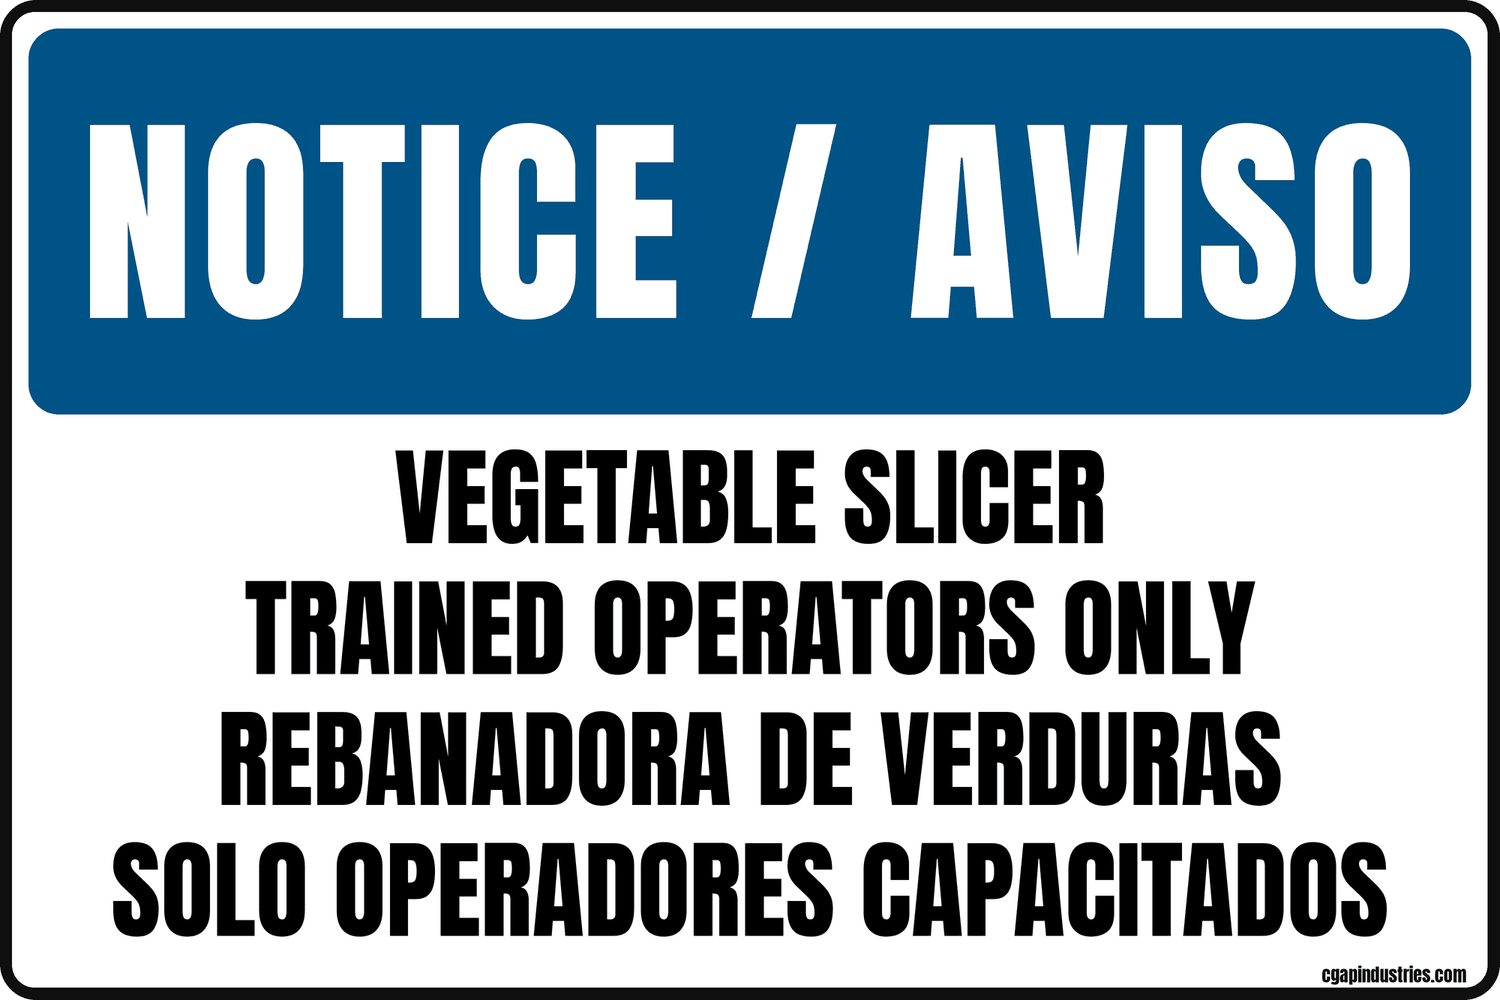 NOTICE / AVISO
VEGETABLE SLICER
TRAINED OPERATORS ONLY
REBANADORA DE VERDURAS
SOLO OPERADORES CAPACITADOS
cgapindustries.com